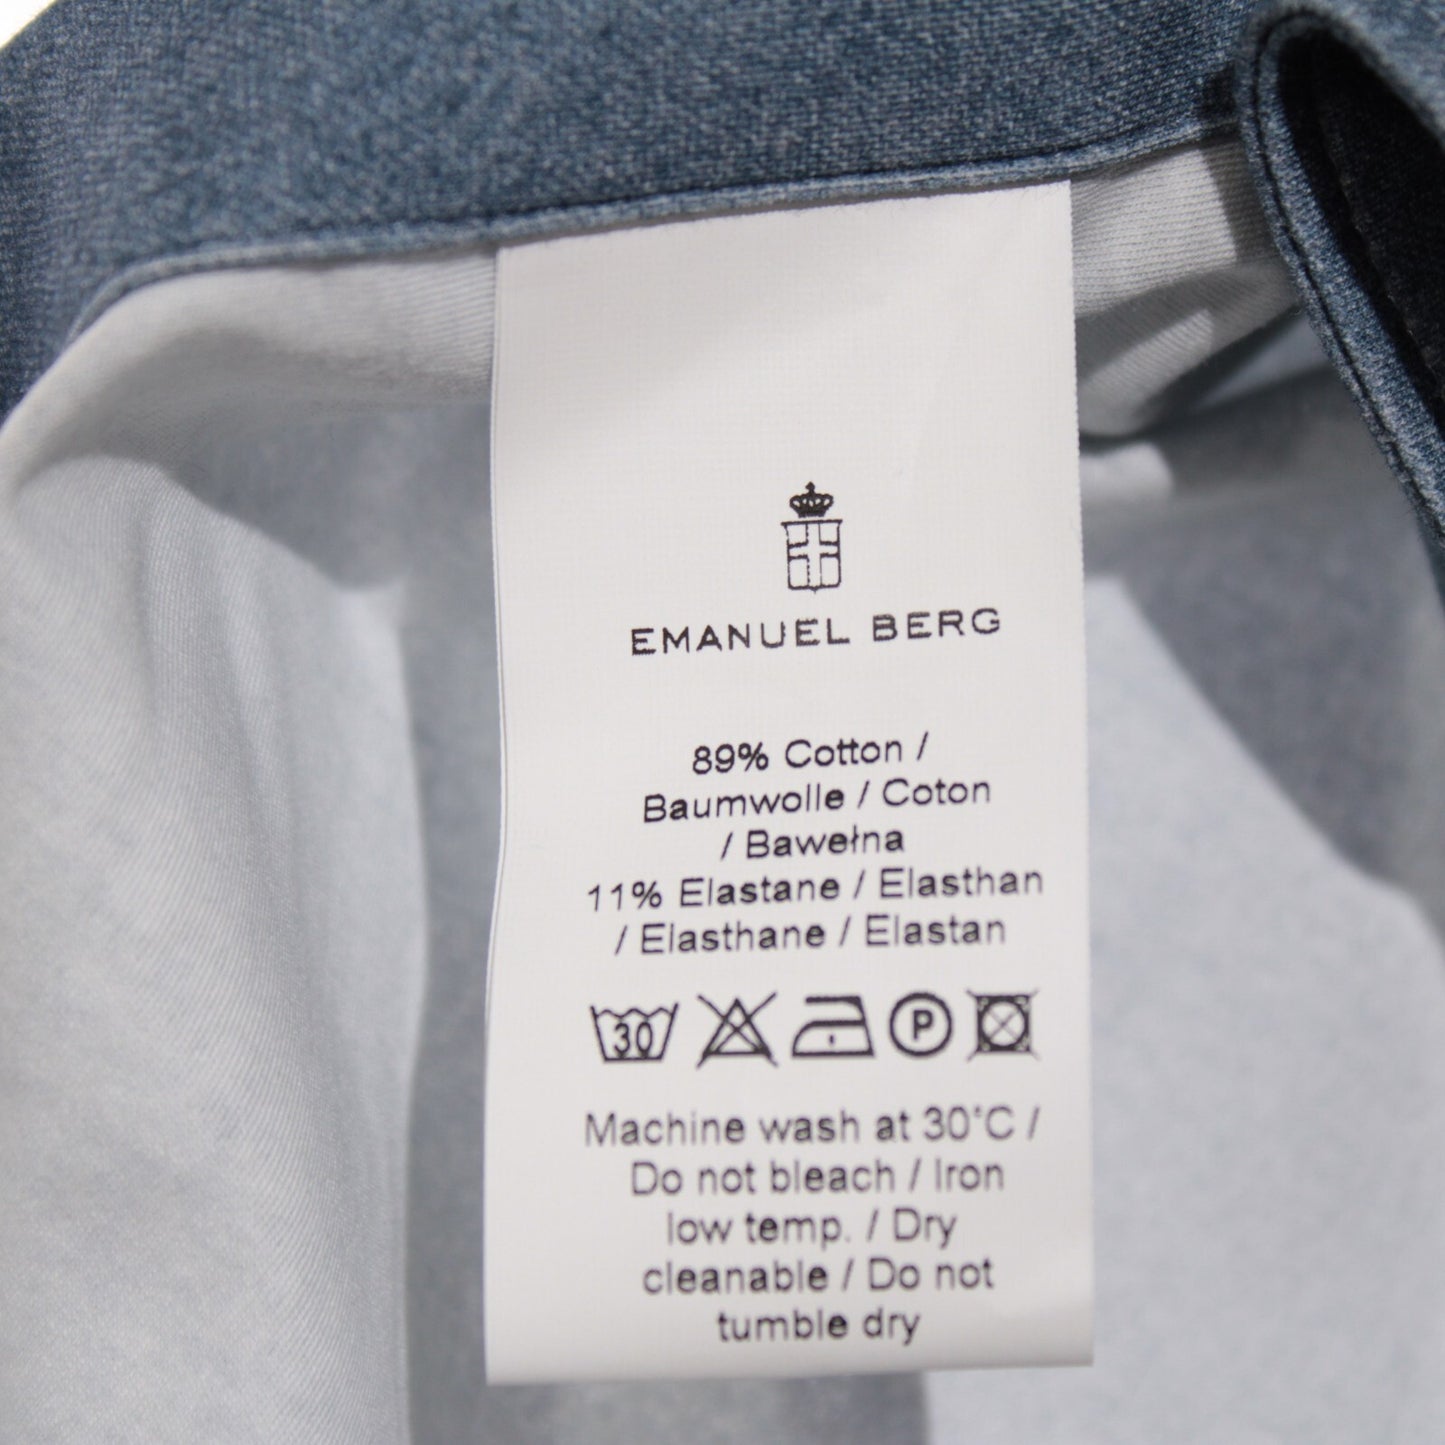 EMANUEL BERG
89% Cotton /
Baumwolle / Coton
/ Bawełna
11% Elastane / Elasthan
/ Elasthane / Elastan
30 P
Machine wash at 30°C /
Do not bleach / Iron
low temp. / Dry
cleanable / Do not
tumble dry